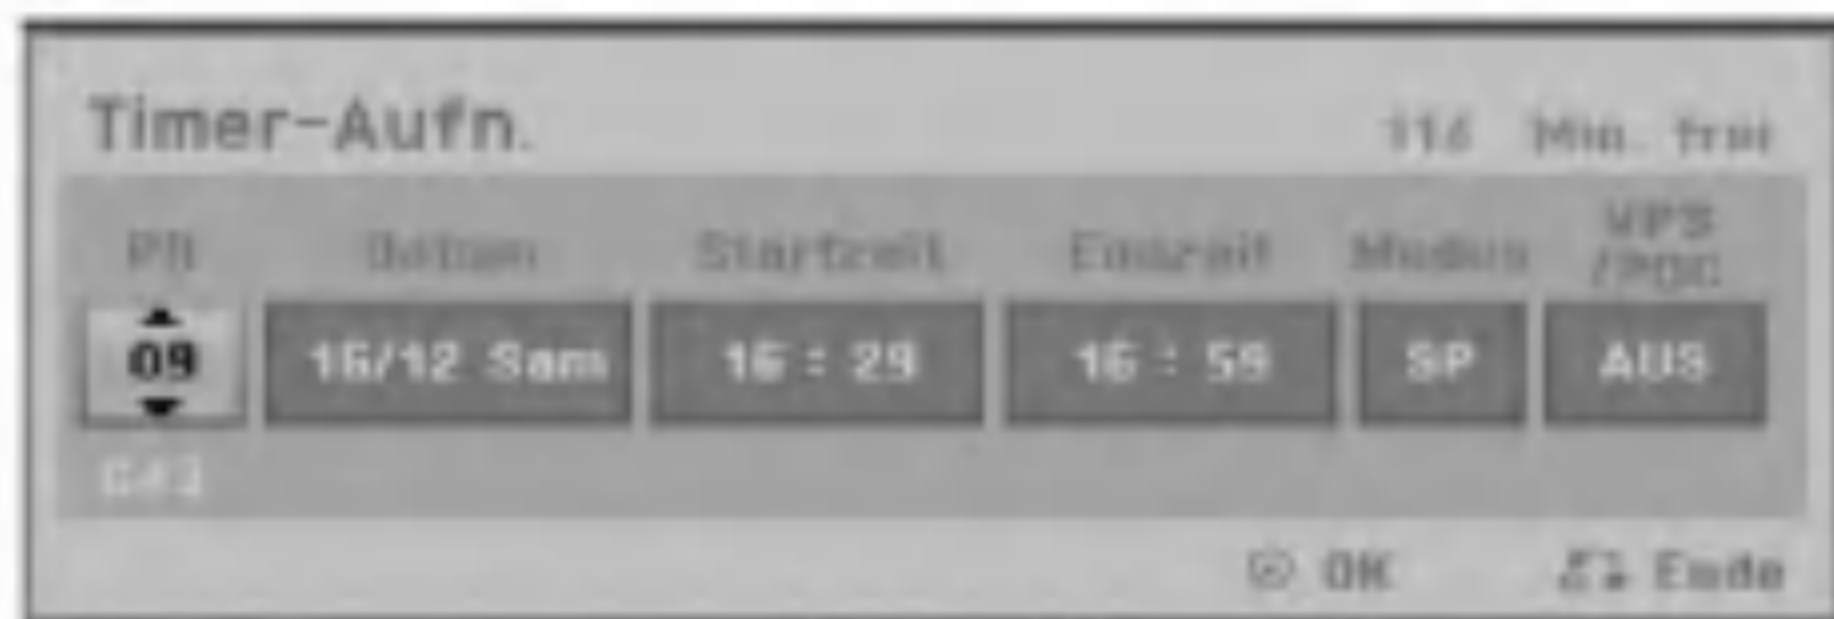 Timer-Aufn. 116 Min. frei
PR Datum Startzeit Endzeit Modus VPS
/PDC
09 16/12 Sam 16 : 29 16 : 59 SP AUS
OK Ende